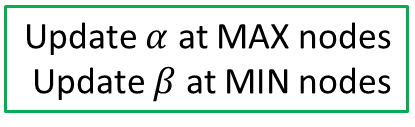 Update 𝛼 at MAX nodes
Update 𝛽 at MIN nodes